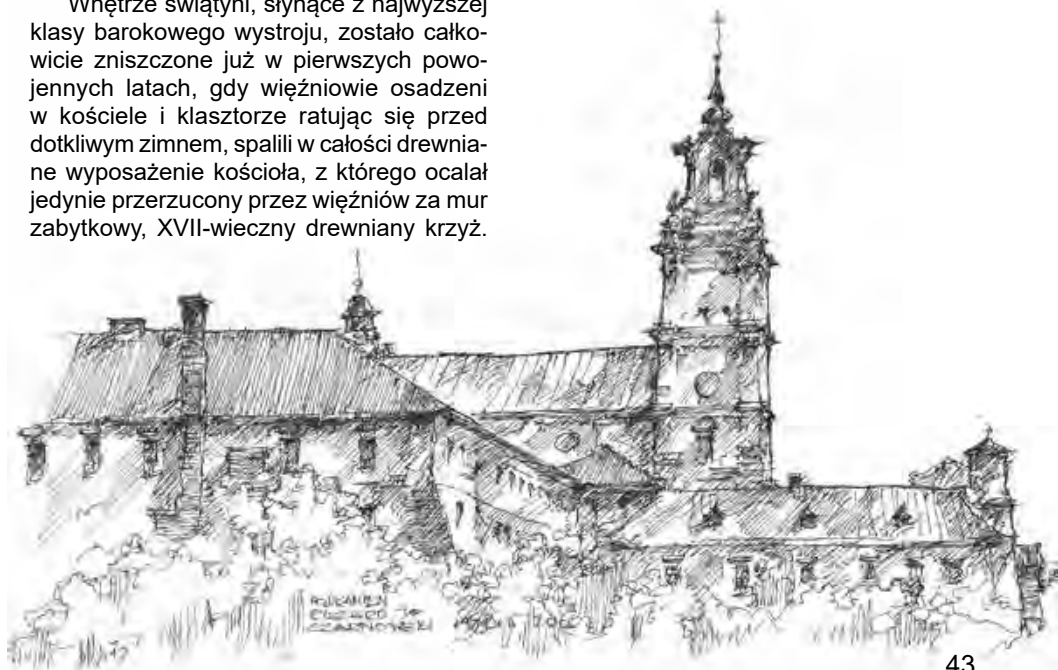 Wnętrze świątyni, słynące z najwyższej
klasy barokowego wystroju, zostało całko-
wicie zniszczone już w pierwszych powo-
jennych latach, gdy więźniowie osadzeni
w kościele i klasztorze ratując się przed
dotkliwym zimnem, spalili w całości drewnia-
ne wyposażenie kościoła, z którego ocalał
jedynie przerzucony przez więźniów za mur
zabytkowy, XVII-wieczny drewniany krzyż.
CZARNOWSKI
43